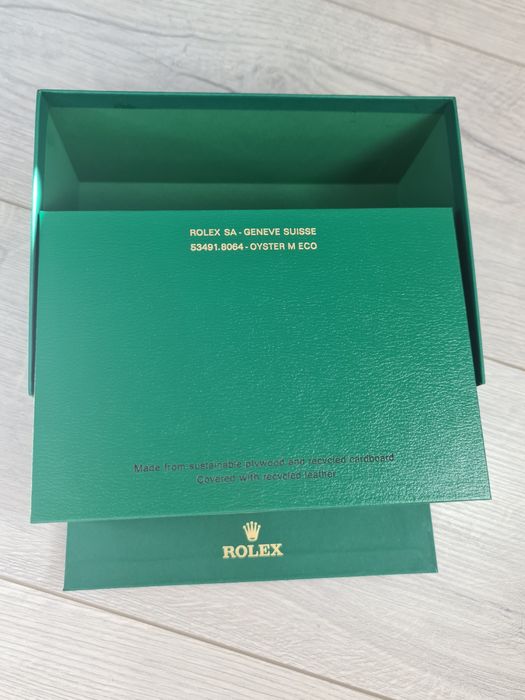 ROLEX SA - GENEVE SUISSE
53491.8064 - OYSTER M ECO
Made from sustainable plywood and recycled cardboard
Covered with recycled leather
ROLEX